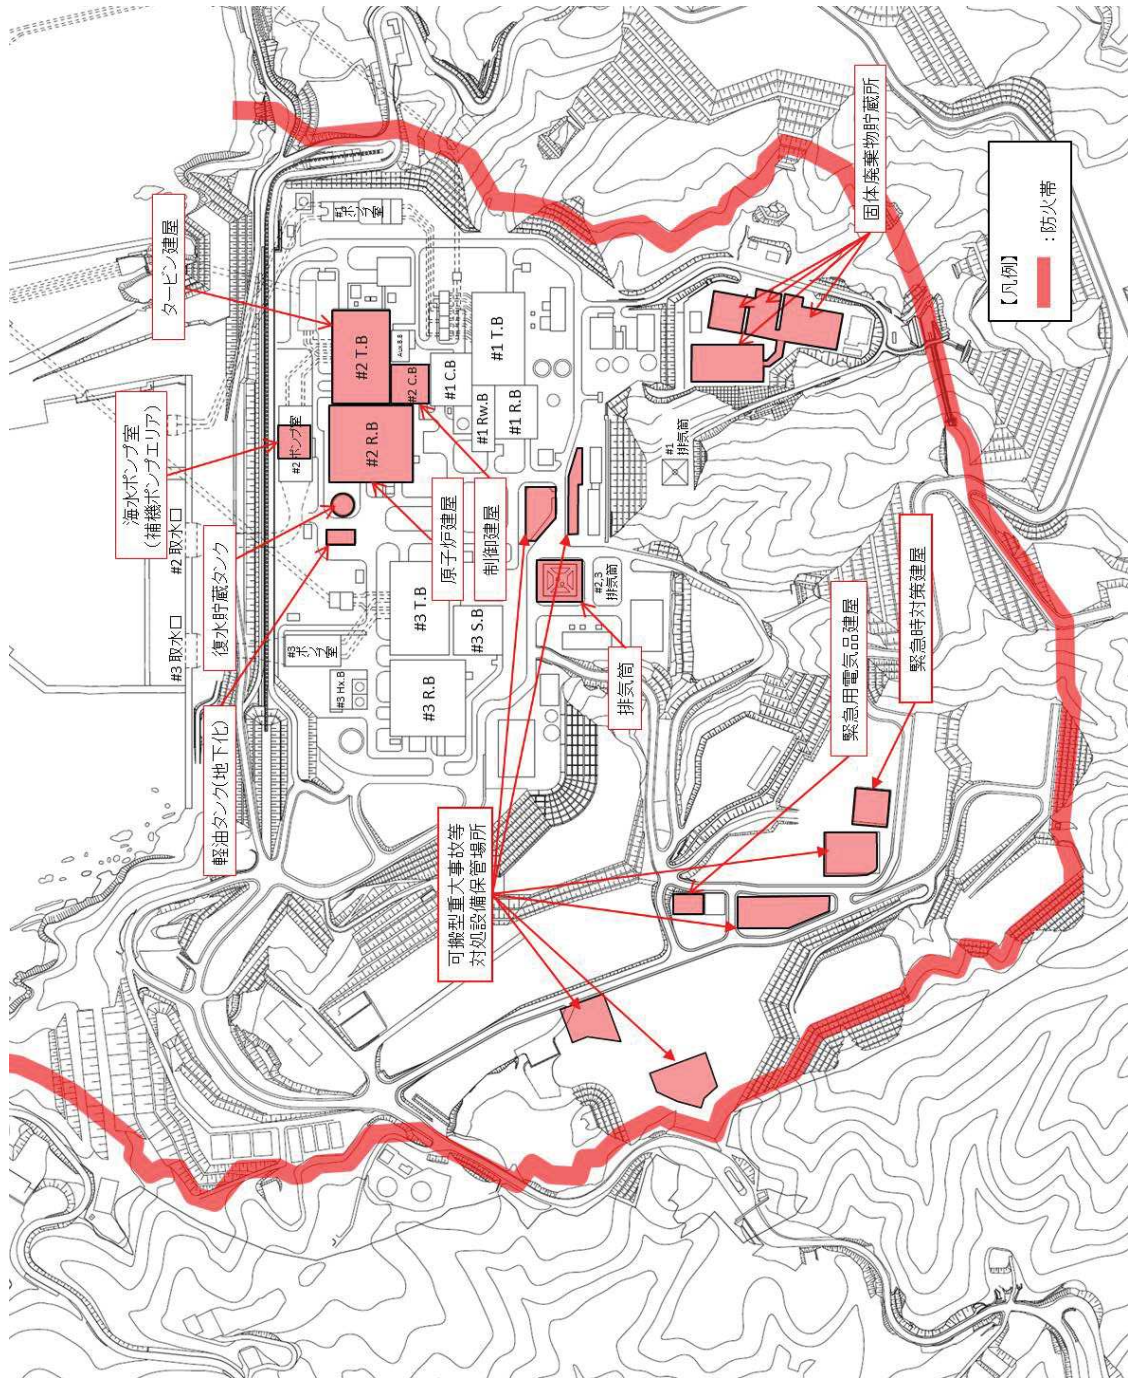 タービン建屋
海水ポンプ室
(補機ポンプエリア)
復水貯蔵タンク
軽油タンク(地下化)
#2 取水口
#3 取水口
#1
ポンプ室
#2 T.B
#2 ポンプ室
#2 R.B
#2 C.B
Aux.B.B
#1 C.B
#1 T.B
#1 Rw.B
#1 R.B
原子炉建屋
制御建屋
#3
ポンプ室
#3 Hx.B
#3 T.B
#3 S.B
#3 R.B
#2,3
排気筒
排気筒
#1
排気筒
固体廃棄物貯蔵所
可搬型重大事故等
対処設備保管場所
緊急用電気品建屋
緊急時対策建屋
【凡例】
:防火帯